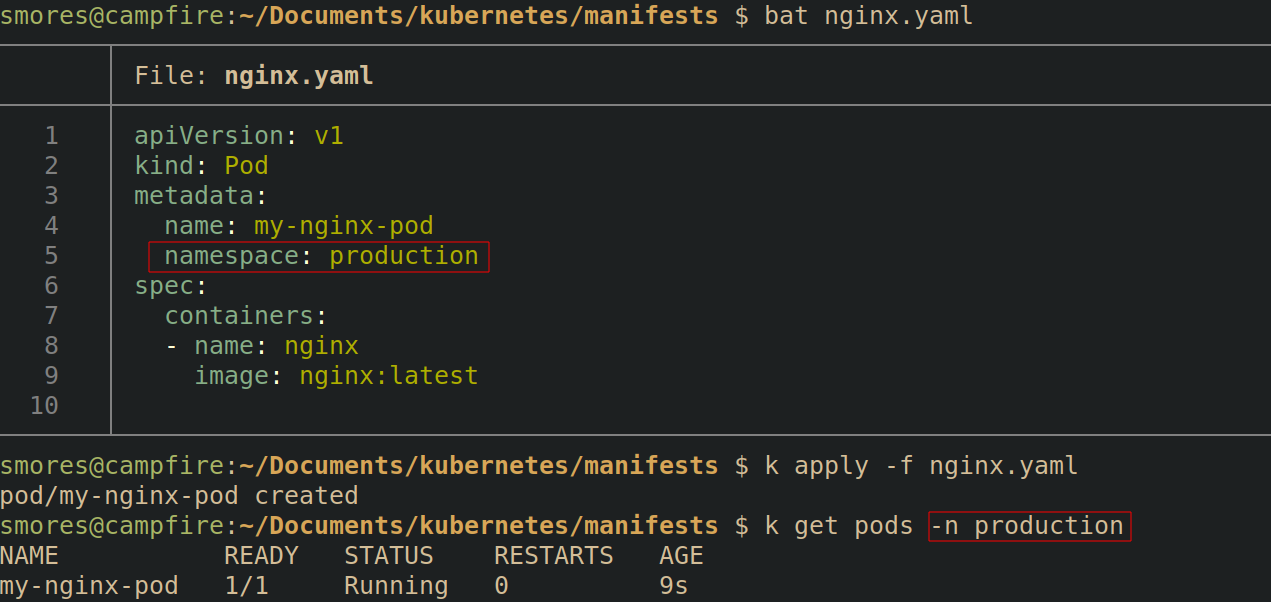 smores@campfire:~/Documents/kubernetes/manifests $ bat nginx.yaml
File: nginx.yaml
1 apiVersion: v1
2 kind: Pod
3 metadata:
4   name: my-nginx-pod
5   namespace: production
6 spec:
7   containers:
8   - name: nginx
9     image: nginx:latest
10
smores@campfire:~/Documents/kubernetes/manifests $ k apply -f nginx.yaml
pod/my-nginx-pod created
smores@campfire:~/Documents/kubernetes/manifests $ k get pods -n production
NAME           READY   STATUS    RESTARTS   AGE
my-nginx-pod   1/1     Running   0          9s